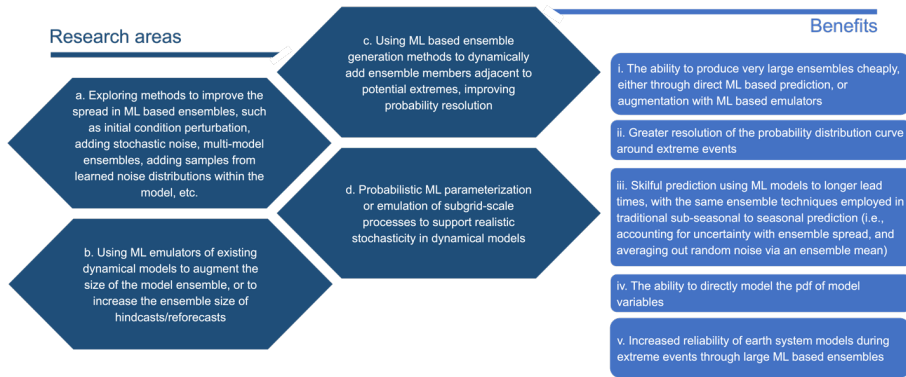 Research areas
a. Exploring methods to improve the
spread in ML based ensembles, such
as initial condition perturbation,
adding stochastic noise, multi-model
ensembles, adding samples from
learned noise distributions within the
model, etc.
b. Using ML emulators of existing
dynamical models to augment the
size of the model ensemble, or to
increase the ensemble size of
hindcasts/reforecasts
c. Using ML based ensemble
generation methods to dynamically
add ensemble members adjacent to
potential extremes, improving
probability resolution
d. Probabilistic ML parameterization
or emulation of subgrid-scale
processes to support realistic
stochasticity in dynamical models
Benefits
i. The ability to produce very large ensembles cheaply,
either through direct ML based prediction, or
augmentation with ML based emulators
ii. Greater resolution of the probability distribution curve
around extreme events
iii. Skilful prediction using ML models to longer lead
times, with the same ensemble techniques employed in
traditional sub-seasonal to seasonal prediction (i.e.,
accounting for uncertainty with ensemble spread, and
averaging out random noise via an ensemble mean)
iv. The ability to directly model the pdf of model
variables
v. Increased reliability of earth system models during
extreme events through large ML based ensembles